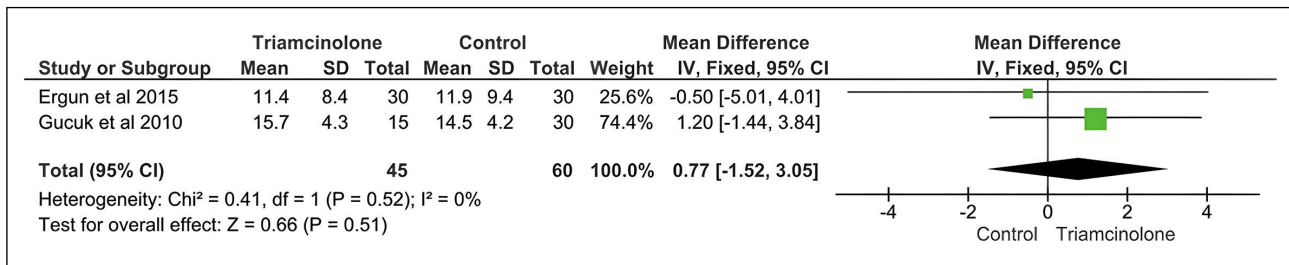 Triamcinolone Control Mean Difference Mean Difference
Study or Subgroup Mean SD Total Mean SD Total Weight IV, Fixed, 95% CI IV, Fixed, 95% CI
Ergun et al 2015 11.4 8.4 30 11.9 9.4 30 25.6% -0.50 [-5.01, 4.01]
Gucuk et al 2010 15.7 4.3 15 14.5 4.2 30 74.4% 1.20 [-1.44, 3.84]
Total (95% CI) 45 60 100.0% 0.77 [-1.52, 3.05]
Heterogeneity: Chi² = 0.41, df = 1 (P = 0.52); I² = 0%
Test for overall effect: Z = 0.66 (P = 0.51)
-4 -2 0 2 4
Control Triamcinolone